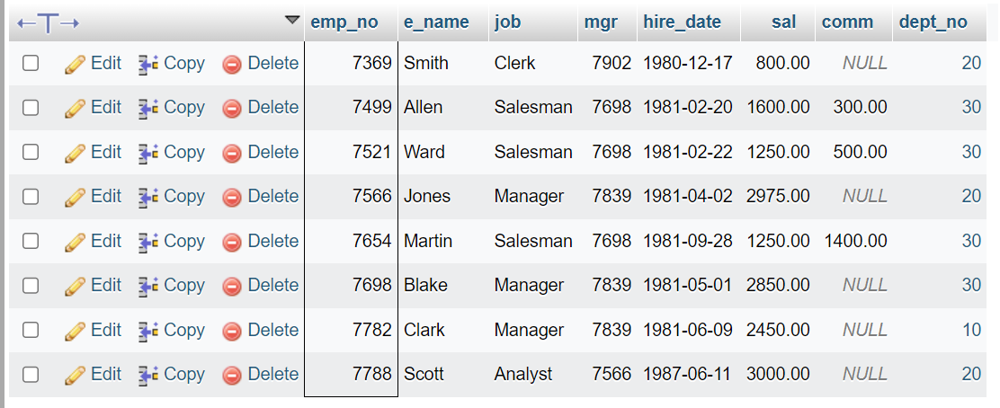 ←T→ emp_no e_name job mgr hire_date sal comm dept_no
Edit Copy Delete 7369 Smith Clerk 7902 1980-12-17 800.00 NULL 20
Edit Copy Delete 7499 Allen Salesman 7698 1981-02-20 1600.00 300.00 30
Edit Copy Delete 7521 Ward Salesman 7698 1981-02-22 1250.00 500.00 30
Edit Copy Delete 7566 Jones Manager 7839 1981-04-02 2975.00 NULL 20
Edit Copy Delete 7654 Martin Salesman 7698 1981-09-28 1250.00 1400.00 30
Edit Copy Delete 7698 Blake Manager 7839 1981-05-01 2850.00 NULL 30
Edit Copy Delete 7782 Clark Manager 7839 1981-06-09 2450.00 NULL 10
Edit Copy Delete 7788 Scott Analyst 7566 1987-06-11 3000.00 NULL 20